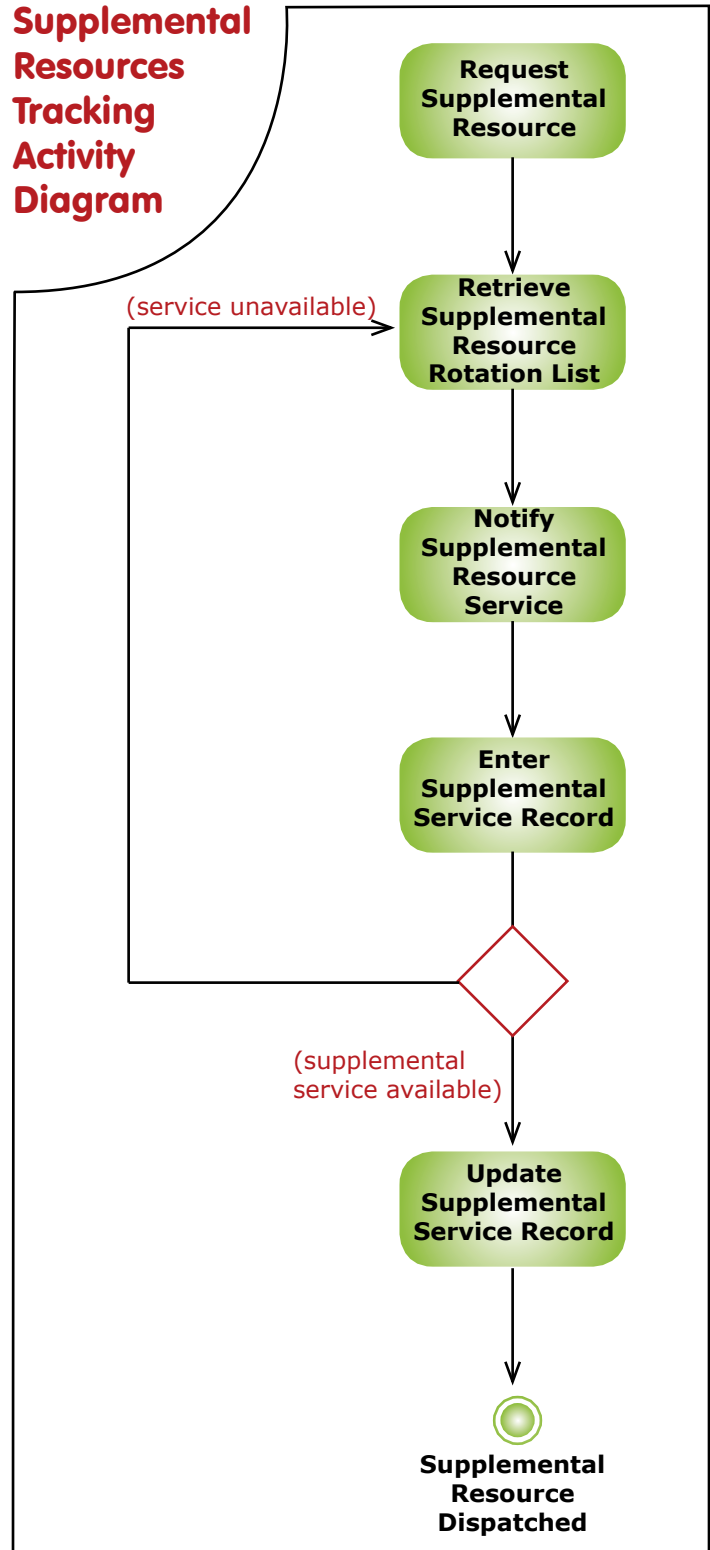 Supplemental
Resources
Tracking
Activity
Diagram
Request
Supplemental
Resource
(service unavailable)
Retrieve
Supplemental
Resource
Rotation List
Notify
Supplemental
Resource
Service
Enter
Supplemental
Service Record
(supplemental
service available)
Update
Supplemental
Service Record
Supplemental
Resource
Dispatched